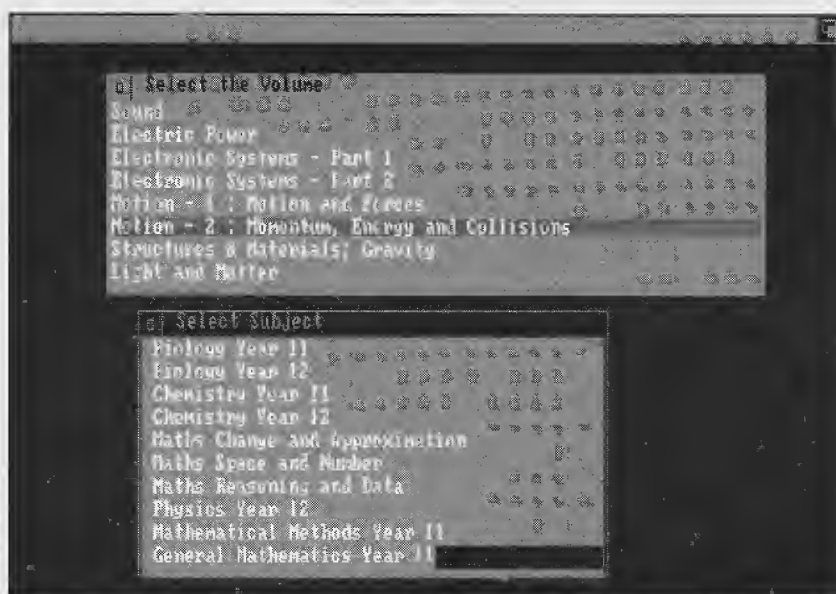 Select the Volume
Sound
Electric Power
Electronic Systems - Part 1
Electronic Systems - Part 2
Motion - 1 : Motion and Forces
Motion - 2 : Momentum, Energy and Collisions
Structures & Materials; Gravity
Light and Matter
Select Subject
Biology Year 11
Biology Year 12
Chemistry Year 11
Chemistry Year 12
Maths Change and Approximation
Maths Space and Number
Maths Reasoning and Data
Physics Year 12
Mathematical Methods Year 11
General Mathematics Year 11